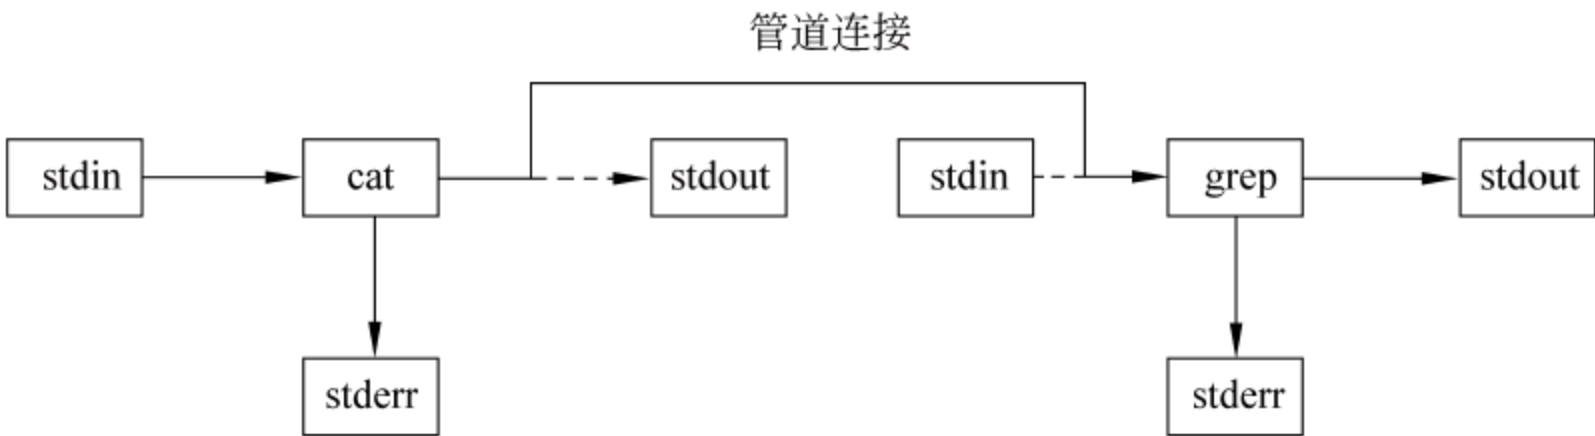 管道连接
stdin
cat
stdout
stdin
grep
stdout
stderr
stderr